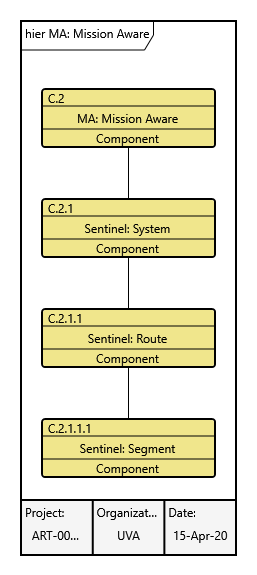 hier MA: Mission Aware
C.2
MA: Mission Aware
Component
C.2.1
Sentinel: System
Component
C.2.1.1
Sentinel: Route
Component
C.2.1.1.1
Sentinel: Segment
Component
Project:
ART-00...
Organizat...
UVA
Date:
15-Apr-20